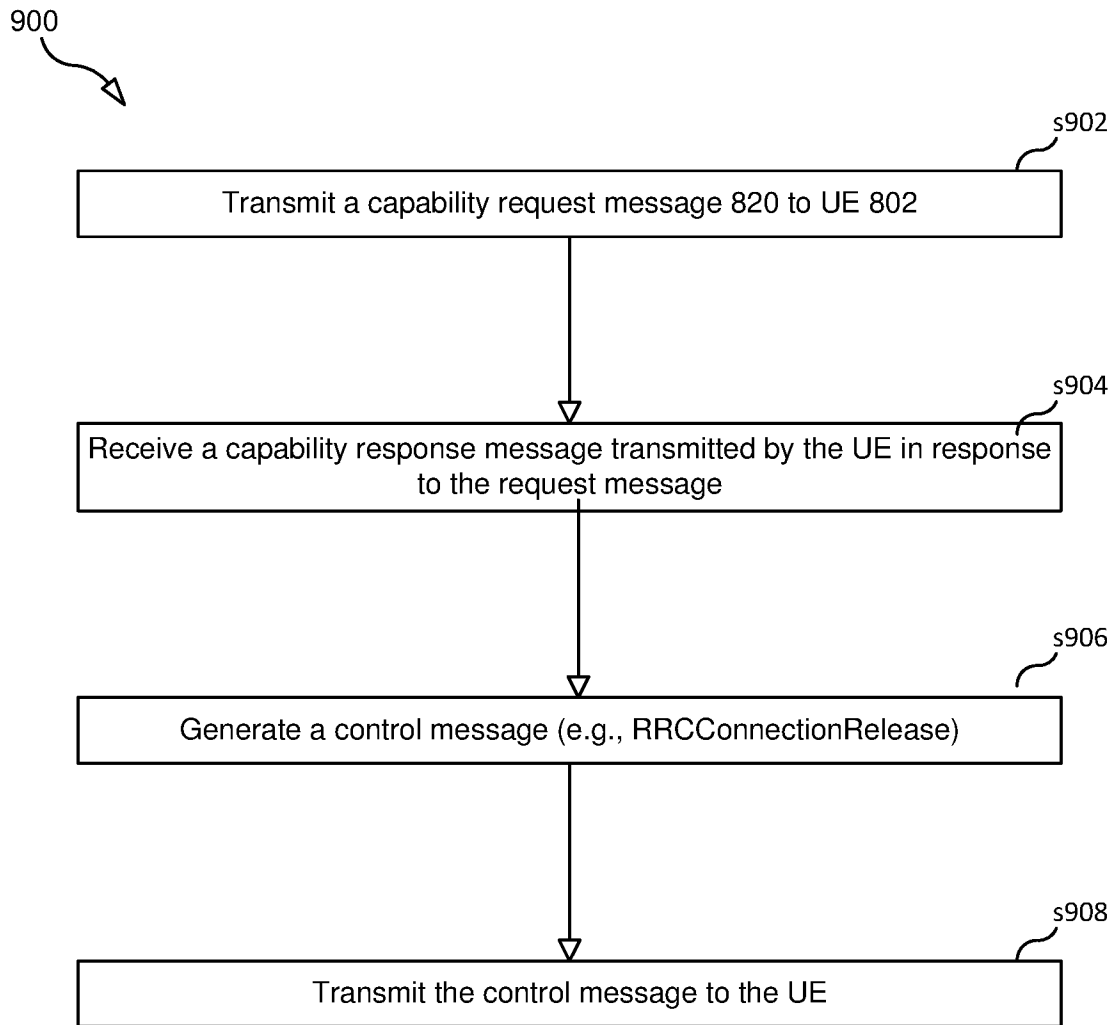 900
s902
Transmit a capability request message 820 to UE 802
s904
Receive a capability response message transmitted by the UE in response
to the request message
s906
Generate a control message (e.g., RRCConnectionRelease)
s908
Transmit the control message to the UE